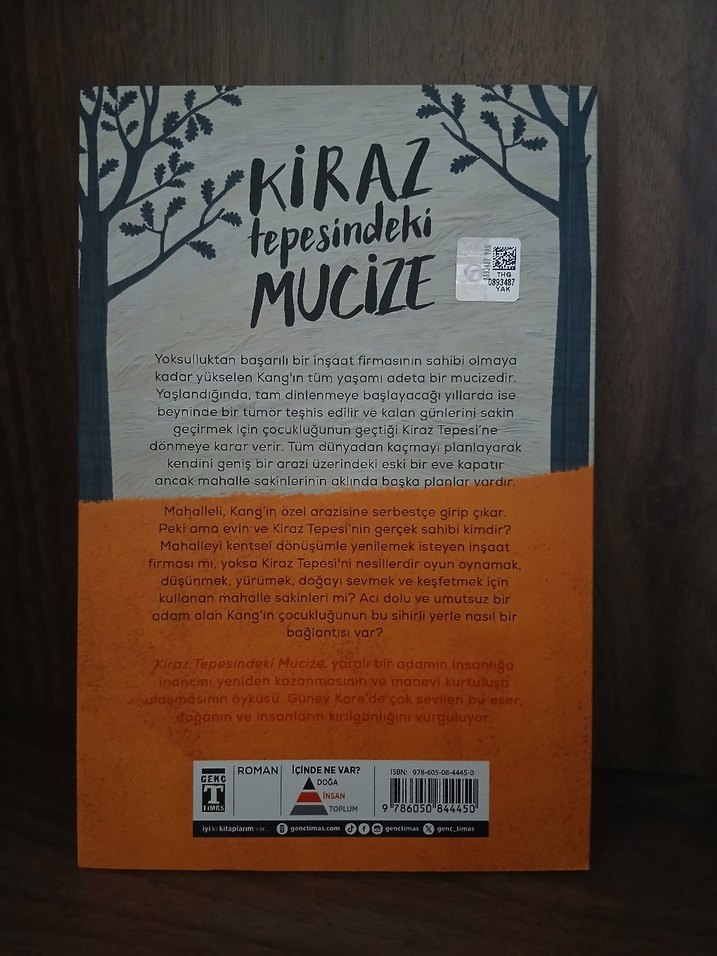 KİRAZ
tepesindeki
MUCİZE
THG
0893487
YAK
0893487 YAK
Yoksulluktan başarılı bir inşaat firmasının sahibi olmaya
kadar yükselen Kang'ın tüm yaşamı adeta bir mucizedir.
Yaşlandığında, tam dinlenmeye başlayacağı yıllarda ise
beyninde bir tümör teşhis edilir ve kalan günlerini sakin
geçirmek için çocukluğunun geçtiği Kiraz Tepesi'ne
dönmeye karar verir. Tüm dünyadan kaçmayı planlayarak
kendini geniş bir arazi üzerindeki eski bir eve kapatır
ancak mahalle sakinlerinin aklında başka planlar vardır.
Mahalleli, Kang'ın özel arazisine serbestçe girip çıkar.
Peki ama evin ve Kiraz Tepesi'nin gerçek sahibi kimdir?
Mahalleyi kentsel dönüşümle yenilemek isteyen inşaat
firması mı, yoksa Kiraz Tepesi'ni nesillerdir oyun oynamak,
düşünmek, yürümek, doğayı sevmek ve keşfetmek için
kullanan mahalle sakinleri mi? Acı dolu ve umutsuz bir
adam olan Kang'ın çocukluğunun bu sihirli yerle nasıl bir
bağlantısı var?
Kiraz Tepesindeki Mucize, yaralı bir adamın insanlığa
inancını yeniden kazanmasının ve manevi kurtuluşa
ulaşmasının öyküsü. Güney Kore'de çok sevilen bu eser,
doğanın ve insanların kırılganlığını vurguluyor.
GENÇ
T
TİMAŞ
ROMAN
İÇİNDE NE VAR?
DOĞA
İNSAN
TOPLUM
ISBN: 978-605-08-4445-0
9 786050 844450
iyi ki kitaplarım var... genctimas.com genctimas genc_timas